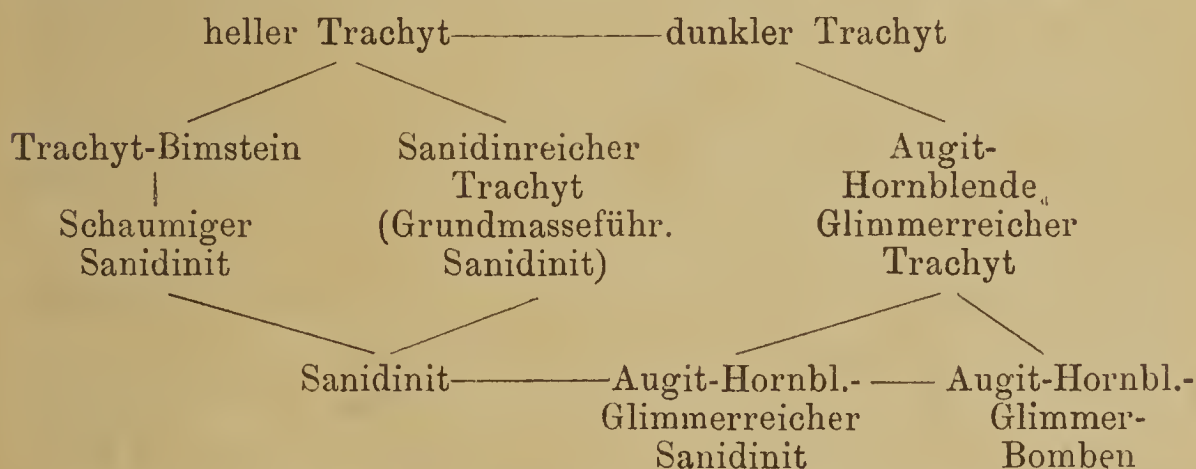 heller Trachyt — dunkler Trachyt
Trachyt-Bimstein
Schaumiger
Sanidinit
Sanidinreicher
Trachyt
(Grundmasseführ.
Sanidinit)
Augit-
Hornblende
Glimmerreicher
Trachyt
Sanidinit — Augit-Hornbl.- — Augit-Hornbl.-
Glimmerreicher
Sanidinit
Glimmer-
Bomben